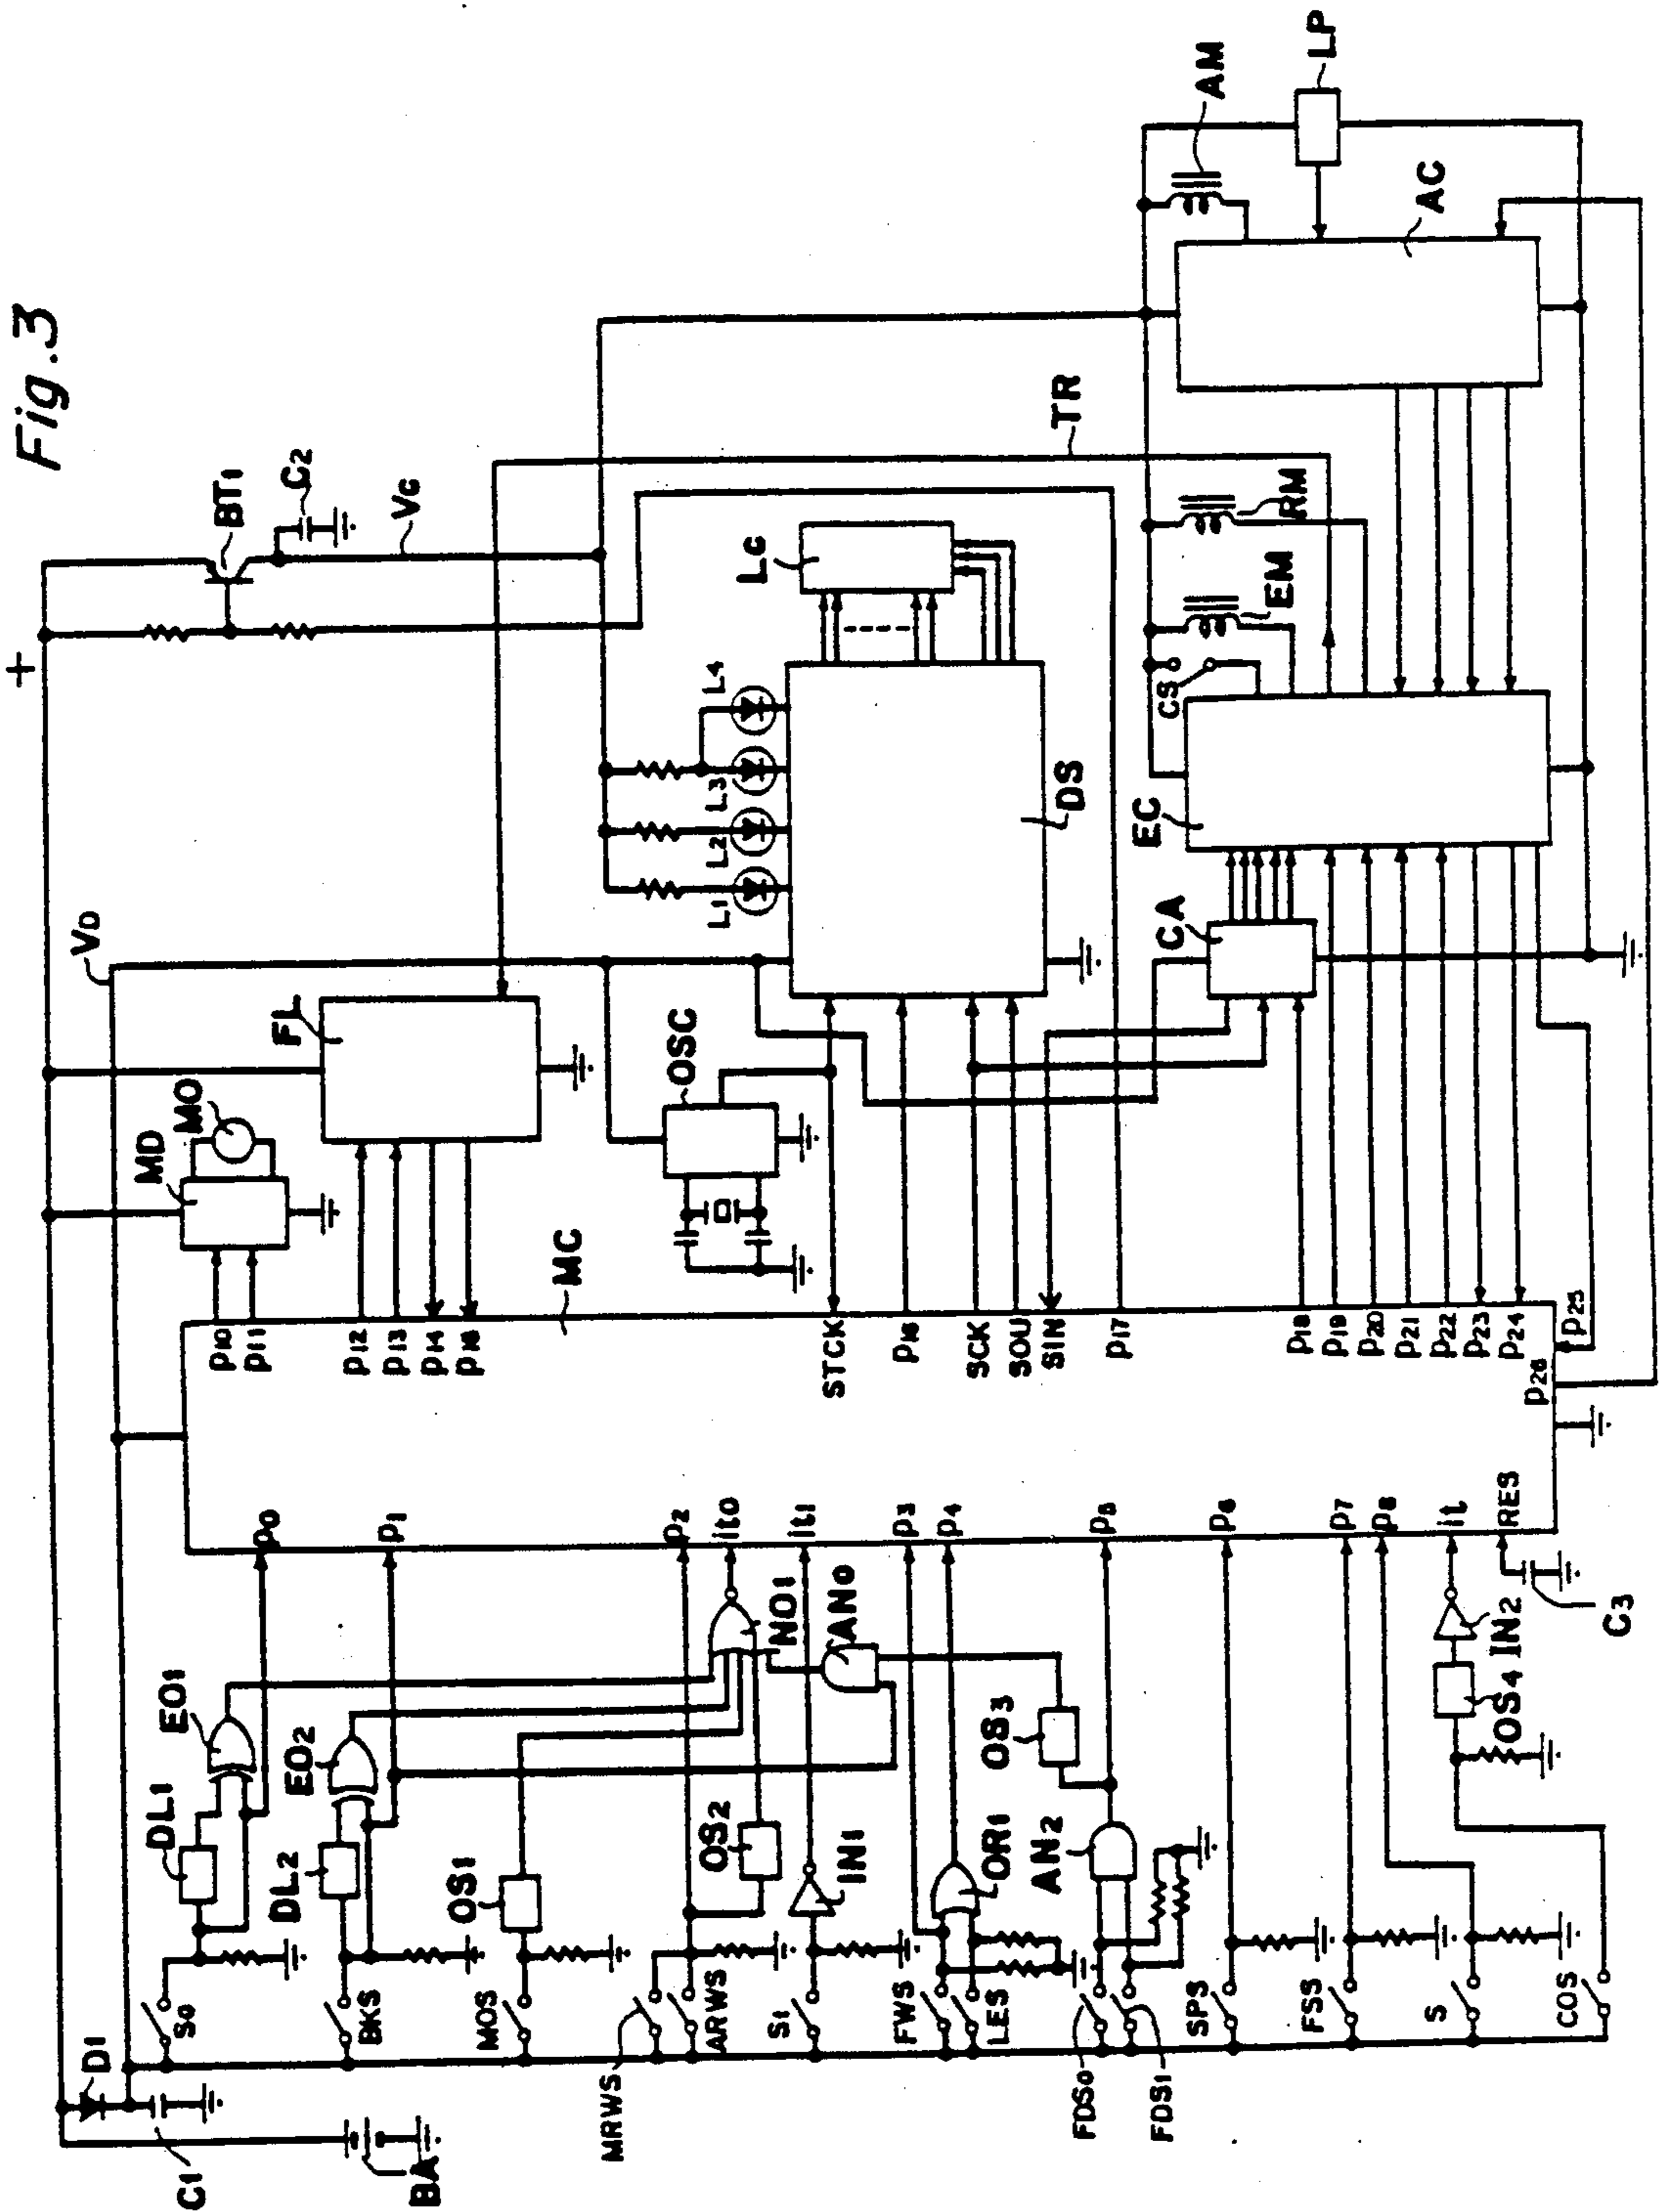 Fig.3
+
D1
C1
BA
VD
BT1
C2
VC
S0
DL1
EO1
p0
BKS
DL2
EO2
p1
MOS
OS1
MRWS
ARWS
p2
OS2
NO1
it0
S1
IN1
it1
AN0
FWS
LES
OR1
p3
p4
FDS0
FDS1
AN2
OS3
p5
SPS
p6
FSS
p7
S
p8
COS
OS4
IN2
it
RES
C3
MC
p10
p11
MD
MO
p12
p13
p14
FL
OSC
STCK
p16
SCK
SOU
SIN
p17
L1
L2
L3
L4
DS
LC
TR
p18
p19
p20
p21
p22
p23
p24
p25
p26
CA
EC
CS
EM
RM
AM
LP
AC